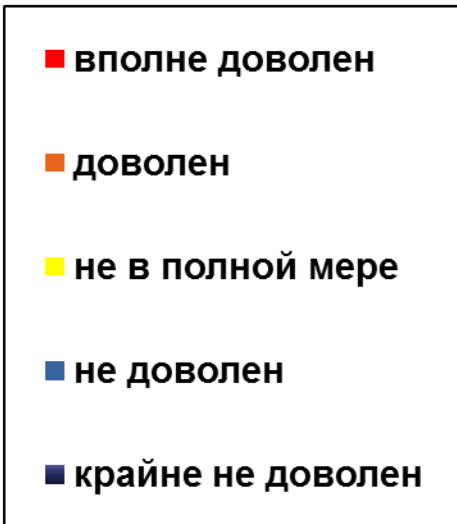 вполне доволен
доволен
не в полной мере
не доволен
крайне не доволен